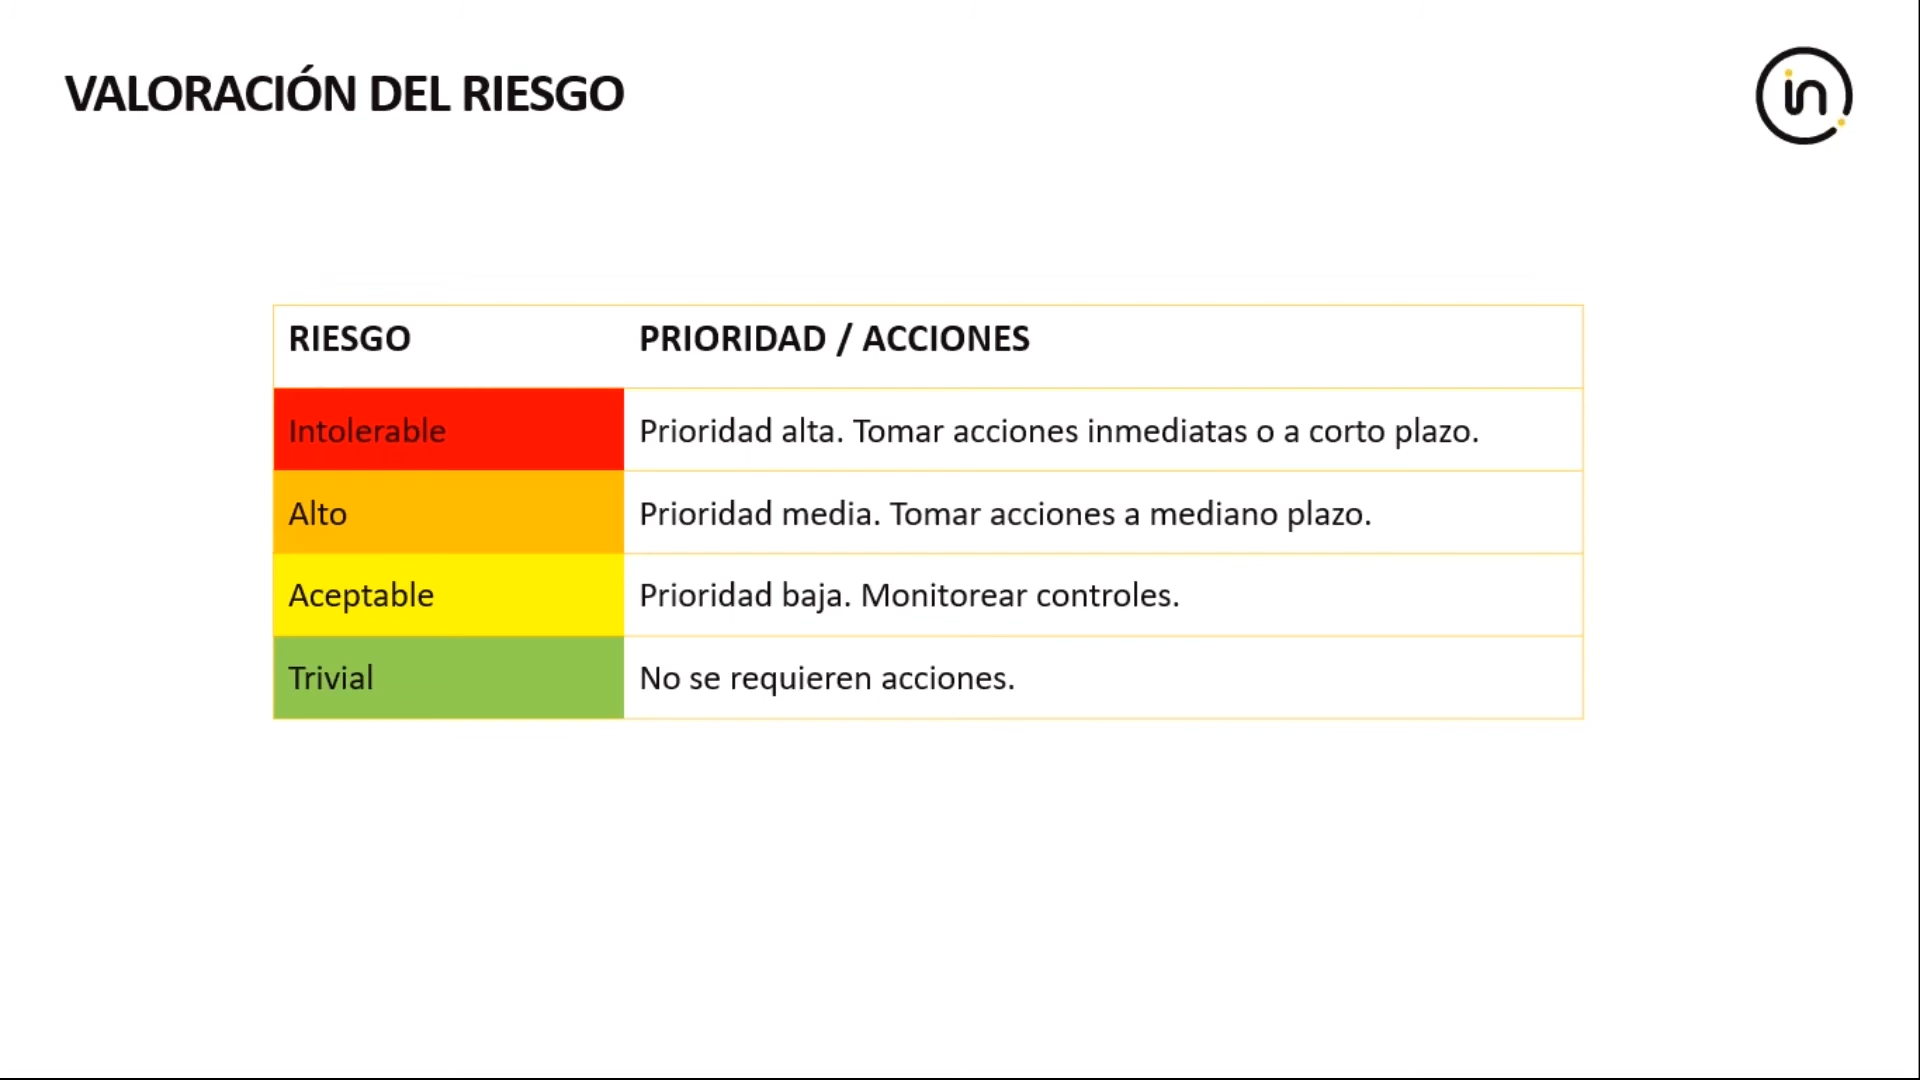 VALORACIÓN DEL RIESGO
in
RIESGO PRIORIDAD / ACCIONES
Intolerable Prioridad alta. Tomar acciones inmediatas o a corto plazo.
Alto Prioridad media. Tomar acciones a mediano plazo.
Aceptable Prioridad baja. Monitorear controles.
Trivial No se requieren acciones.